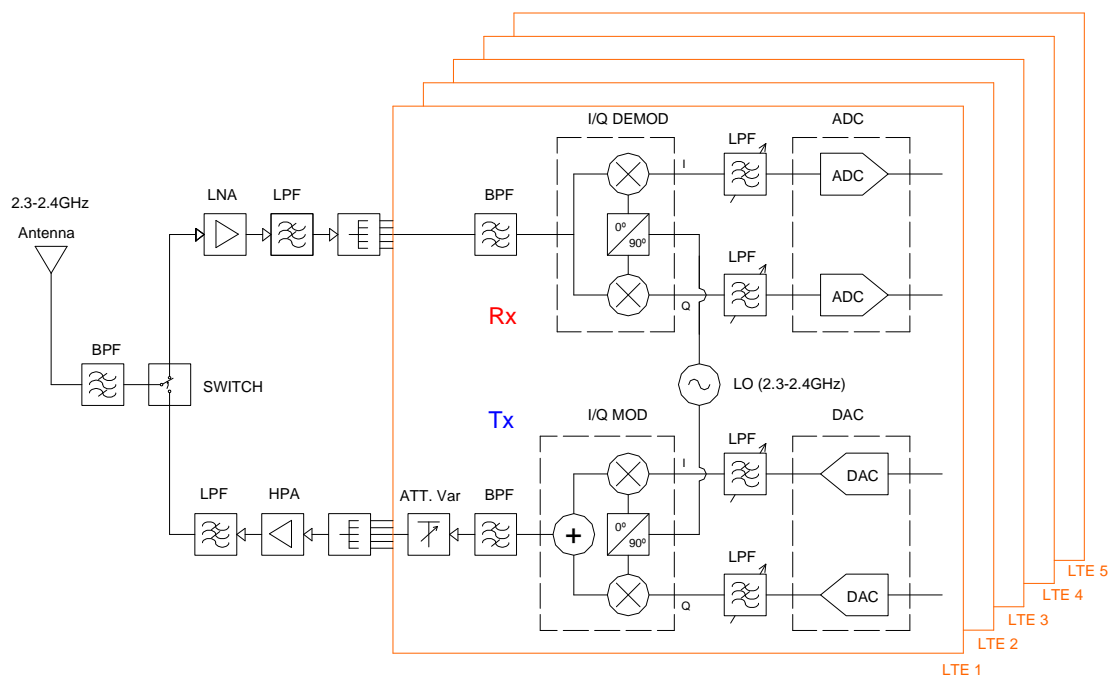 I/Q DEMOD
ADC
LPF
I
ADC
LNA
LPF
BPF
2.3-2.4GHz
Antenna
0º
90º
LPF
ADC
Q
Rx
BPF
SWITCH
LO (2.3-2.4GHz)
Tx
I/Q MOD
DAC
LPF
I
DAC
LPF
HPA
ATT. Var
BPF
+
0º
90º
LPF
DAC
Q
LTE 5
LTE 4
LTE 3
LTE 2
LTE 1